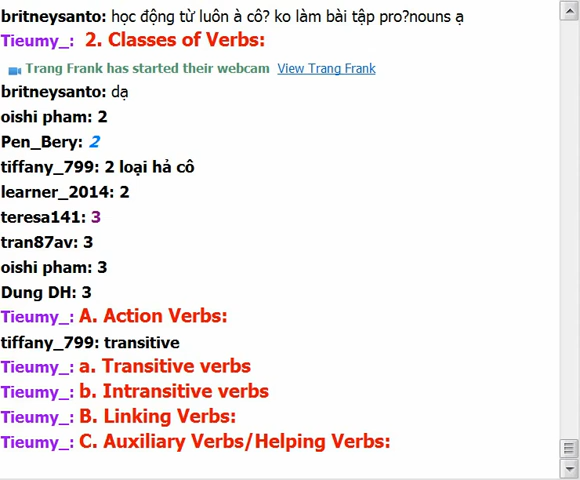 britneysanto: học động từ luôn à cô? ko làm bài tập pro?nouns ạ
Tieumy_: 2. Classes of Verbs:
Trang Frank has started their webcam View Trang Frank
britneysanto: dạ
oishi pham: 2
Pen_Bery: 2
tiffany_799: 2 loại hả cô
learner_2014: 2
teresa141: 3
tran87av: 3
oishi pham: 3
Dung DH: 3
Tieumy_: A. Action Verbs:
tiffany_799: transitive
Tieumy_: a. Transitive verbs
Tieumy_: b. Intransitive verbs
Tieumy_: B. Linking Verbs:
Tieumy_: C. Auxiliary Verbs/Helping Verbs: